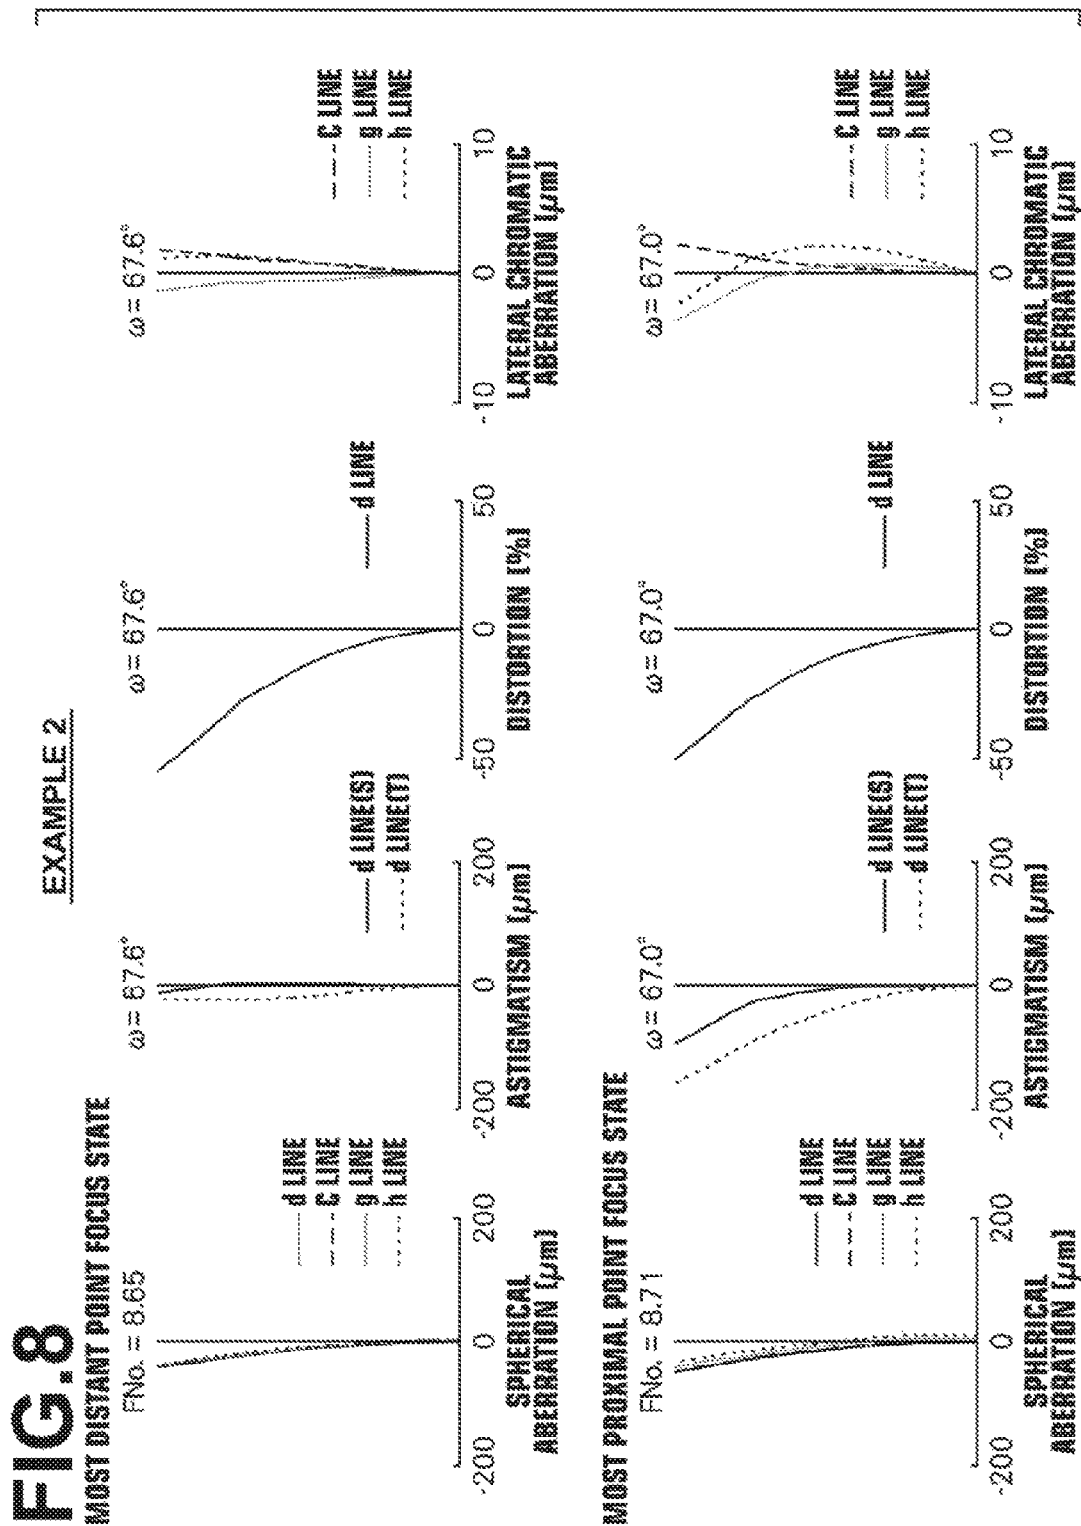 FIG.8
EXAMPLE 2
MOST DISTANT POINT FOCUS STATE
FNo. = 8.65
d LINE
C LINE
g LINE
h LINE
-200 0 200
SPHERICAL
ABERRATION [μm]
ω= 67.6°
d LINE(S)
d LINE(T)
-200 0 200
ASTIGMATISM [μm]
ω= 67.6°
d LINE
-50 0 50
DISTORTION [%]
ω= 67.6°
C LINE
g LINE
h LINE
-10 0 10
LATERAL CHROMATIC
ABERRATION [μm]
MOST PROXIMAL POINT FOCUS STATE
FNo. = 8.71
d LINE
C LINE
g LINE
h LINE
-200 0 200
SPHERICAL
ABERRATION [μm]
ω= 67.0°
d LINE(S)
d LINE(T)
-200 0 200
ASTIGMATISM [μm]
ω= 67.0°
d LINE
-50 0 50
DISTORTION [%]
ω= 67.0°
C LINE
g LINE
h LINE
-10 0 10
LATERAL CHROMATIC
ABERRATION [μm]